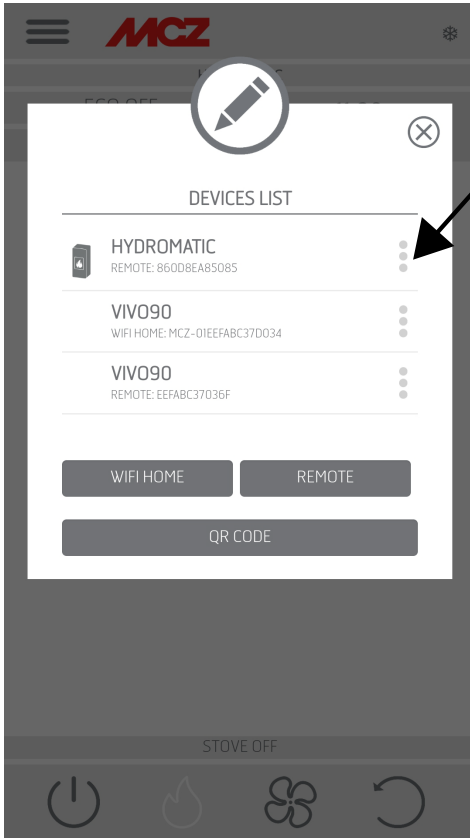 MCZ
DEVICES LIST
HYDROMATIC
REMOTE: 860D8EA85085
VIVO90
WIFI HOME: MCZ-01EEFABC37D034
VIVO90
REMOTE: EEFABC37036F
WIFI HOME
REMOTE
QR CODE
STOVE OFF